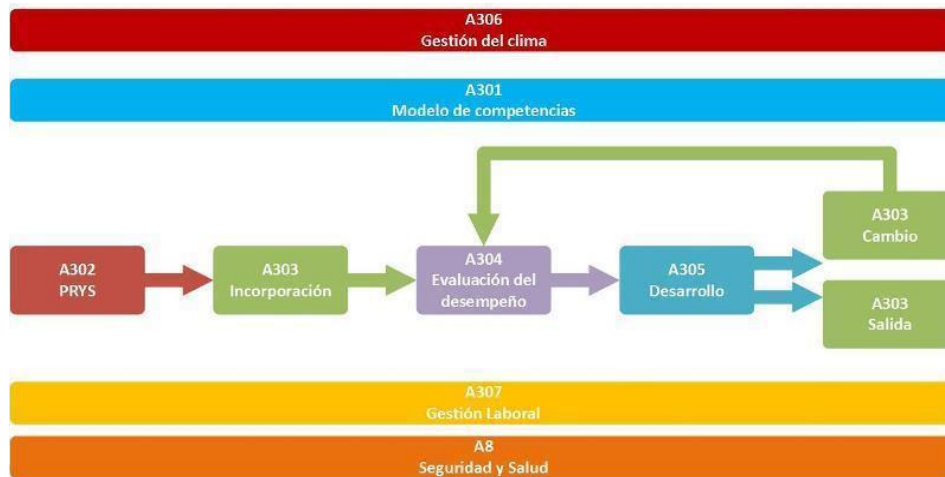 A306
Gestión del clima
A301
Modelo de competencias
A302
PRYS
A303
Incorporación
A304
Evaluación del
desempeño
A305
Desarrollo
A303
Cambio
A303
Salida
A307
Gestión Laboral
A8
Seguridad y Salud